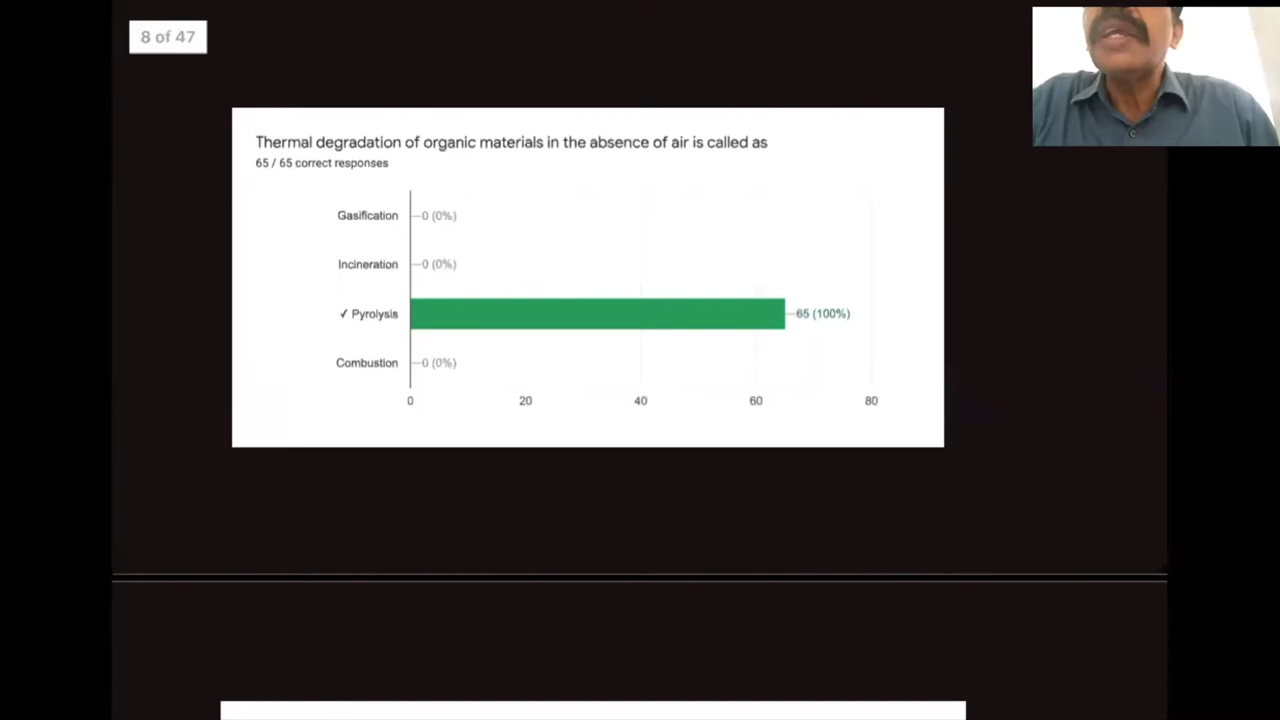 8 of 47
Thermal degradation of organic materials in the absence of air is called as
65 / 65 correct responses
Gasification 0 (0%)
Incineration 0 (0%)
✓ Pyrolysis 65 (100%)
Combustion 0 (0%)
0 20 40 60 80